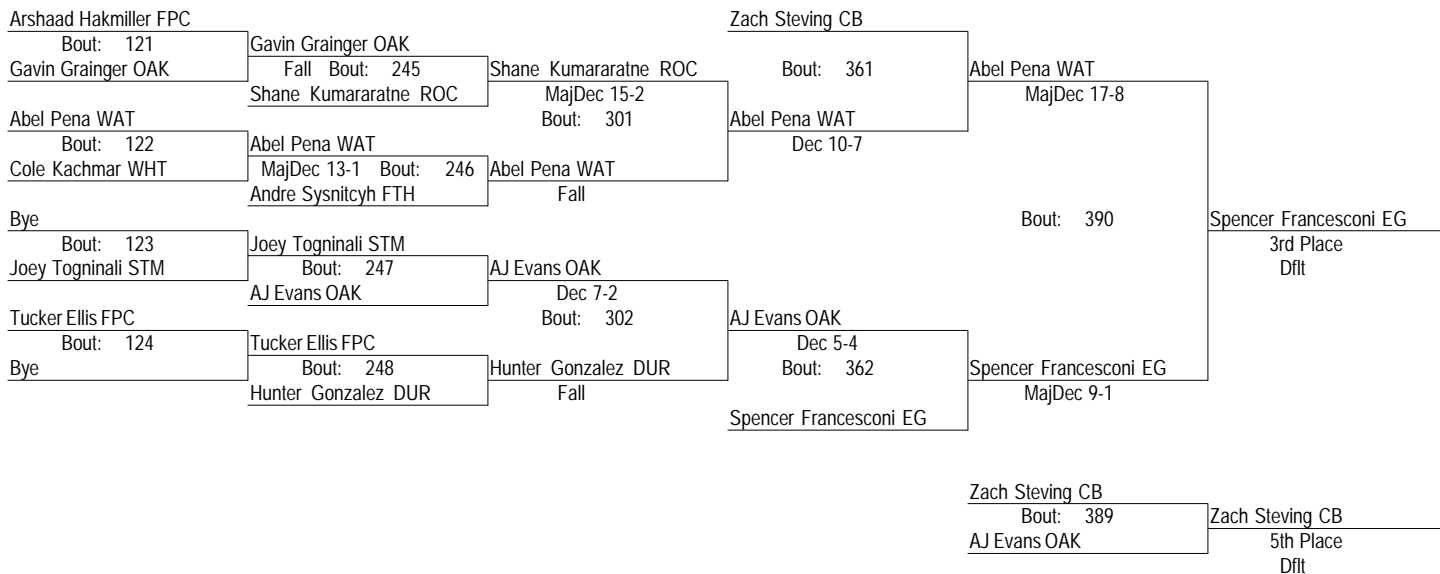 Arshaad Hakmiller FPC
Bout: 121
Gavin Grainger OAK
Abel Pena WAT
Bout: 122
Cole Kachmar WHT
Bye
Bout: 123
Joey Togninali STM
Tucker Ellis FPC
Bout: 124
Bye
Gavin Grainger OAK
Fall Bout: 245
Shane Kumararatne ROC
Abel Pena WAT
MajDec 13-1 Bout: 246
Andre Sysnitcyh FTH
Joey Togninali STM
Bout: 247
AJ Evans OAK
Tucker Ellis FPC
Bout: 248
Hunter Gonzalez DUR
Shane Kumararatne ROC
MajDec 15-2
Bout: 301
Abel Pena WAT
Fall
AJ Evans OAK
Dec 7-2
Bout: 302
Hunter Gonzalez DUR
Fall
Zach Steving CB
Bout: 361
Abel Pena WAT
Dec 10-7
AJ Evans OAK
Dec 5-4
Bout: 362
Spencer Francesconi EG
Abel Pena WAT
MajDec 17-8
Bout: 390
Spencer Francesconi EG
MajDec 9-1
Spencer Francesconi EG
3rd Place
Dflt
Zach Steving CB
Bout: 389
AJ Evans OAK
Zach Steving CB
5th Place
Dflt